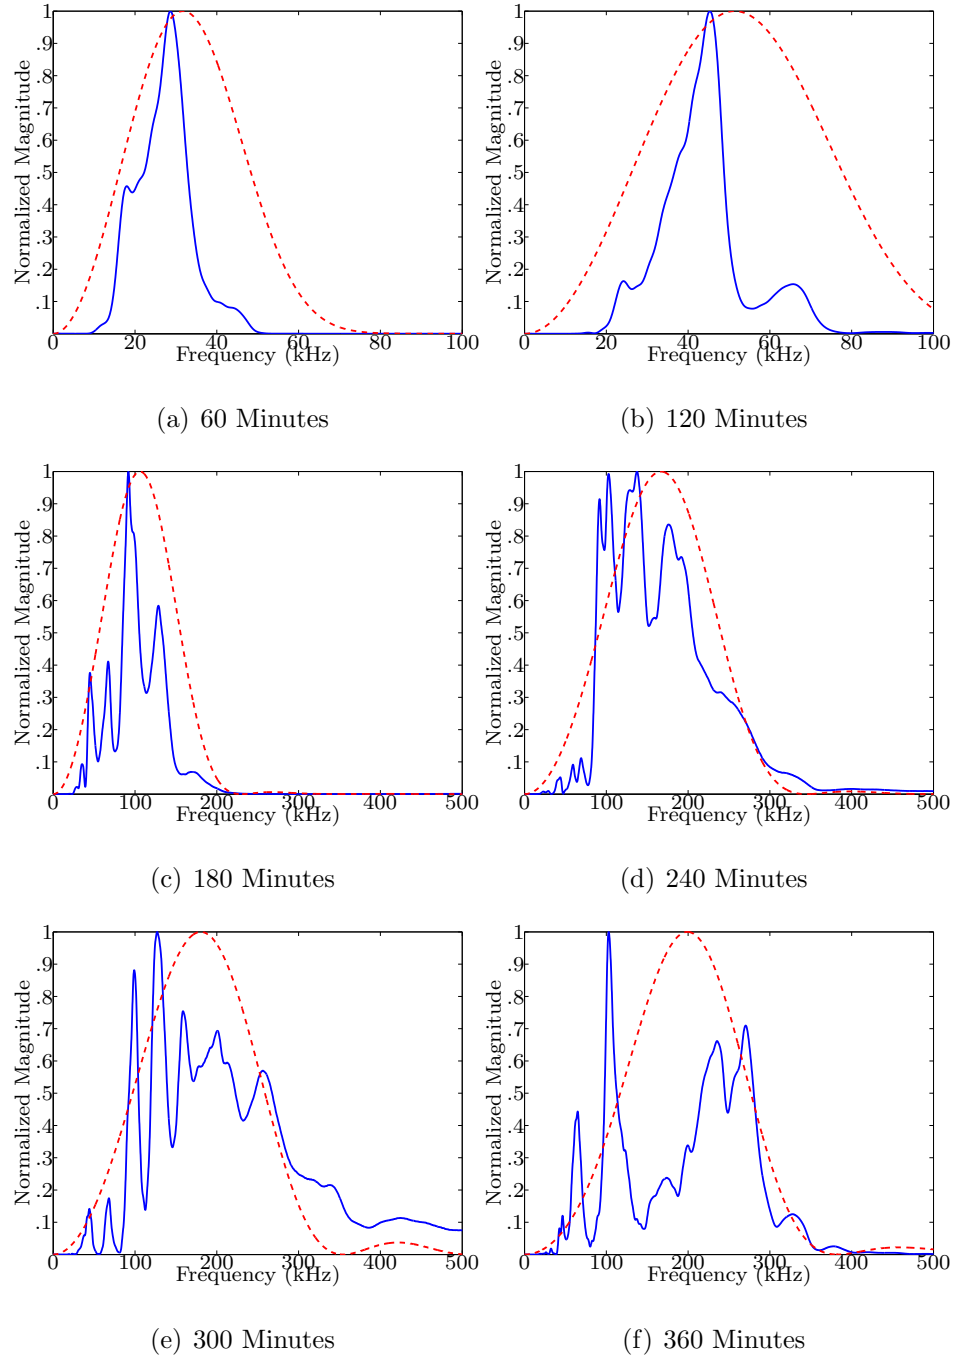 1
.9
.8
.7
.6
.5
.4
.3
.2
.1
Normalized Magnitude
0 20 40 60 80 100
Frequency (kHz)
(a) 60 Minutes
1
.9
.8
.7
.6
.5
.4
.3
.2
.1
Normalized Magnitude
0 20 40 60 80 100
Frequency (kHz)
(b) 120 Minutes
1
.9
.8
.7
.6
.5
.4
.3
.2
.1
Normalized Magnitude
0 100 200 300 400 500
Frequency (kHz)
(c) 180 Minutes
1
.9
.8
.7
.6
.5
.4
.3
.2
.1
Normalized Magnitude
0 100 200 300 400 500
Frequency (kHz)
(d) 240 Minutes
1
.9
.8
.7
.6
.5
.4
.3
.2
.1
Normalized Magnitude
0 100 200 300 400 500
Frequency (kHz)
(e) 300 Minutes
1
.9
.8
.7
.6
.5
.4
.3
.2
.1
Normalized Magnitude
0 100 200 300 400 500
Frequency (kHz)
(f) 360 Minutes